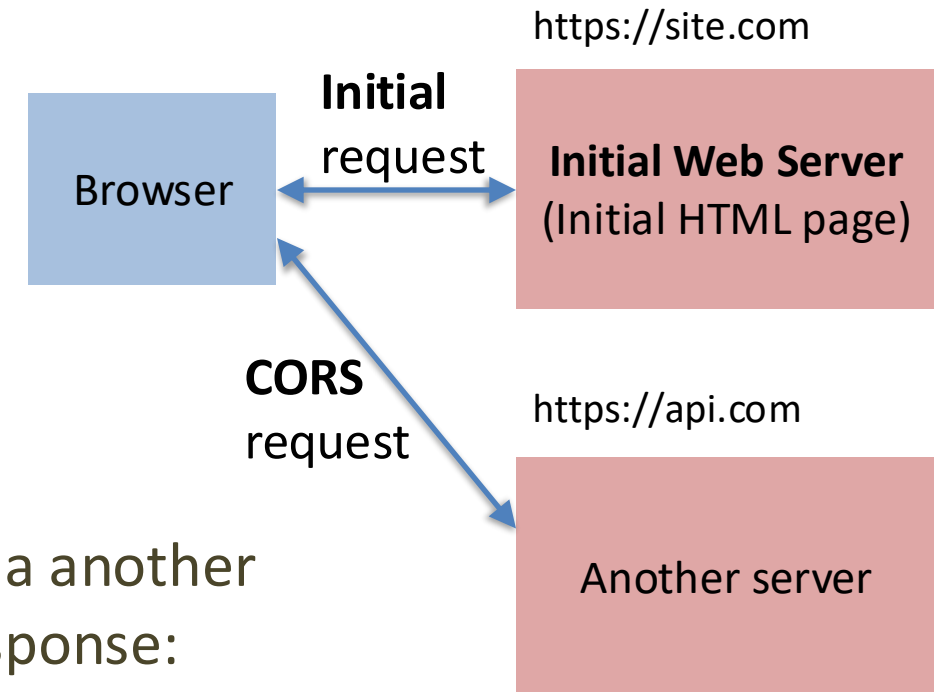 https://site.com
Initial
request
Browser
Initial Web Server
(Initial HTML page)
CORS
request
https://api.com
Another server
a another
sponse: